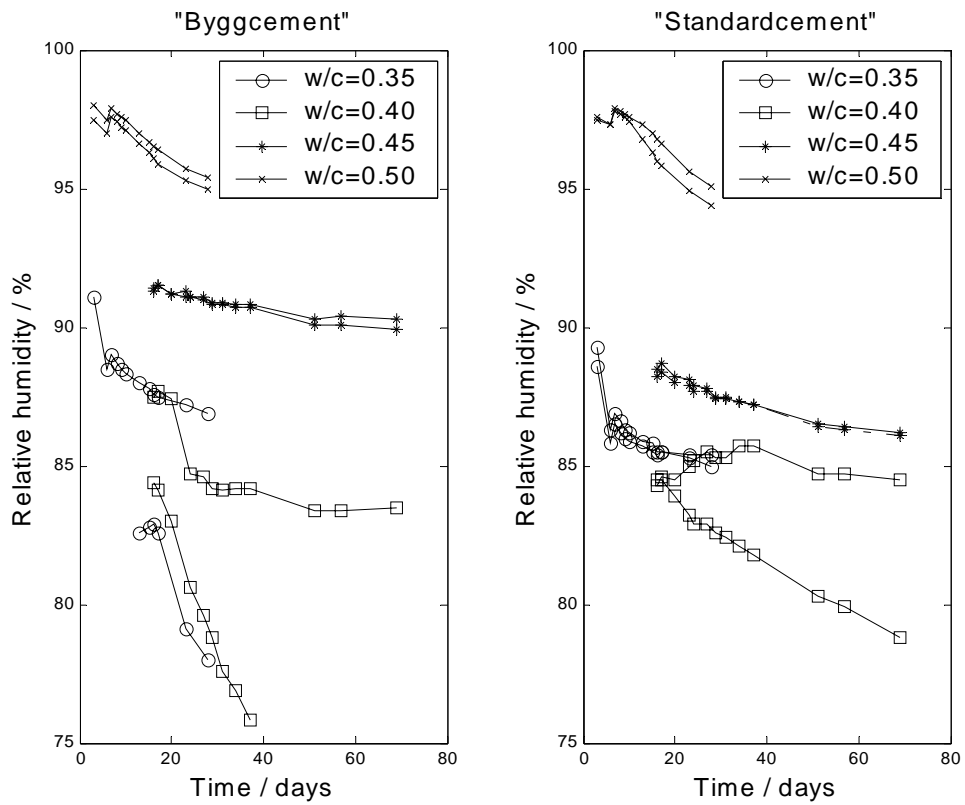 "Byggcement"
100
95
90
85
80
75
0
20
40
60
80
Relative humidity / %
Time / days
w/c=0.35
w/c=0.40
w/c=0.45
w/c=0.50
"Standardcement"
100
95
90
85
80
75
0
20
40
60
80
Relative humidity / %
Time / days
w/c=0.35
w/c=0.40
w/c=0.45
w/c=0.50